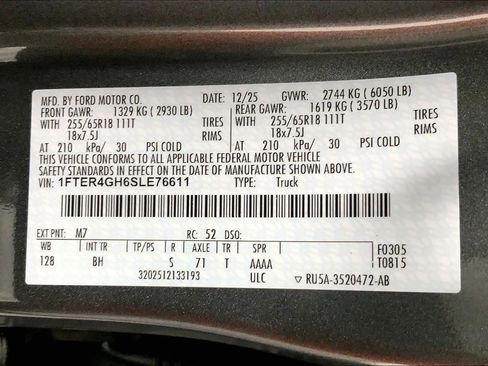 MFD. BY FORD MOTOR CO. DATE: 12/25 GVWR: 2744 KG ( 6050 LB)
FRONT GAWR: 1329 KG ( 2930 LB) REAR GAWR: 1619 KG ( 3570 LB)
WITH 255/65R18 111T TIRES WITH 255/65R18 111T TIRES
18x7.5J RIMS 18x7.5J RIMS
AT 210 kPa/ 30 PSI COLD AT 210 kPa/ 30 PSI COLD
THIS VEHICLE CONFORMS TO ALL APPLICABLE FEDERAL MOTOR VEHICLE
SAFETY STANDARDS IN EFFECT ON THE DATE OF MANUFACTURE SHOWN ABOVE.
VIN: 1FTER4GH6SLE76611 TYPE: Truck
EXT PNT: M7 RC: 52 DSO:
WB INT TR TP/PS R AXLE TR SPR F0305
128 BH S 71 T AAAA T0815
3202512133193 ULC ▽ RU5A-3520472-AB